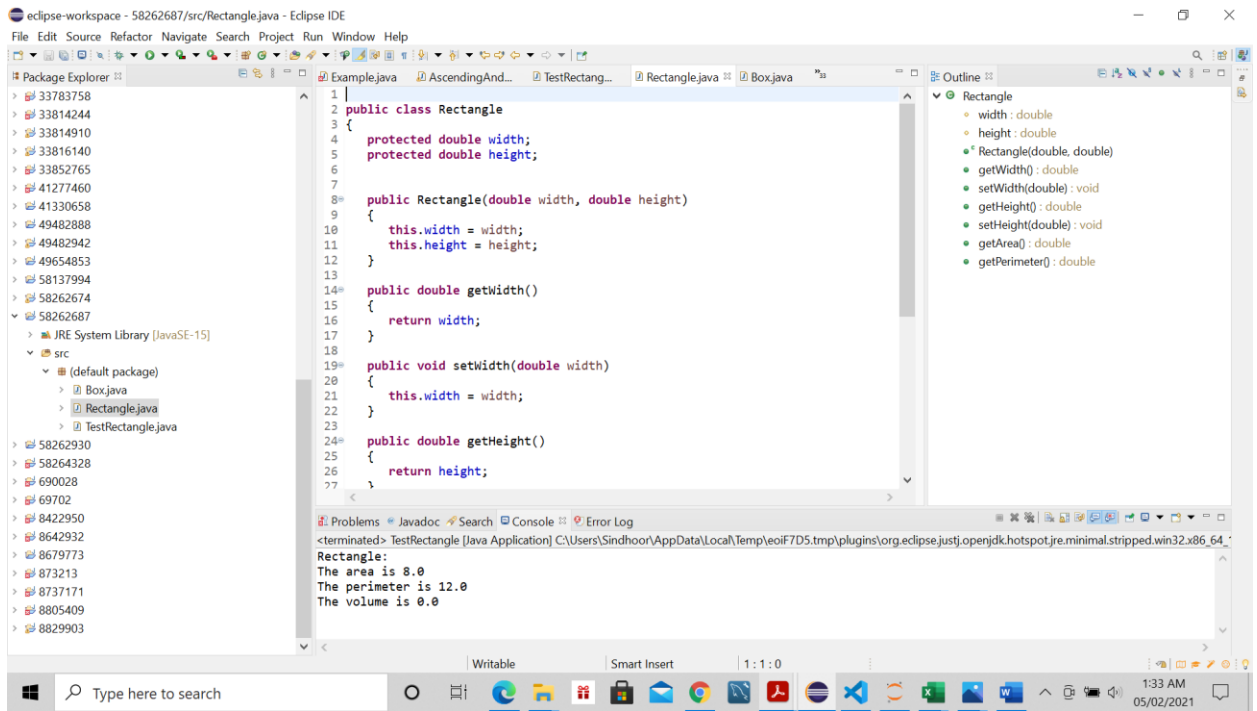 eclipse-workspace - 58262687/src/Rectangle.java - Eclipse IDE
File Edit Source Refactor Navigate Search Project Run Window Help
Package Explorer
33783758
33814244
33814910
33816140
33852765
41277460
41330658
49482888
49482942
49654853
58137994
58262674
58262687
JRE System Library [JavaSE-15]
src
(default package)
Box.java
Rectangle.java
TestRectangle.java
58262930
58264328
690028
69702
8422950
8642932
8679773
873213
8737171
8805409
8829903
Example.java AscendingAnd... TestRectang... Rectangle.java Box.java »33
1
2 public class Rectangle
3 {
4 protected double width;
5 protected double height;
6
7
8 public Rectangle(double width, double height)
9 {
10 this.width = width;
11 this.height = height;
12 }
13
14 public double getWidth()
15 {
16 return width;
17 }
18
19 public void setWidth(double width)
20 {
21 this.width = width;
22 }
23
24 public double getHeight()
25 {
26 return height;
27 }
Outline
Rectangle
width : double
height : double
Rectangle(double, double)
getWidth() : double
setWidth(double) : void
getHeight() : double
setHeight(double) : void
getArea() : double
getPerimeter() : double
Problems Javadoc Search Console Error Log
<terminated> TestRectangle [Java Application] C:\Users\Sindhoor\AppData\Local\Temp\eoiF7D5.tmp\plugins\org.eclipse.justj.openjdk.hotspot.jre.minimal.stripped.win32.x86_64_
Rectangle:
The area is 8.0
The perimeter is 12.0
The volume is 0.0
Writable Smart Insert 1 : 1 : 0
Type here to search
1:33 AM
05/02/2021